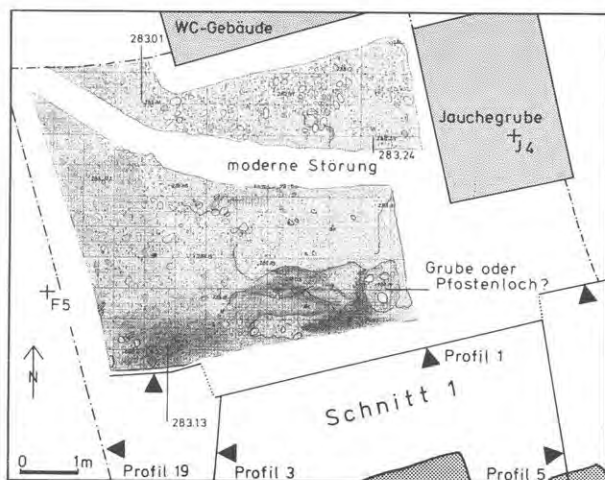 WC-Gebäude
283.01
Jauchegrube
J4
283.24
moderne Störung
Grube oder
Pfostenloch?
F5
Profil 1
N
Schnitt 1
283.13
0 1m
Profil 19
Profil 3
Profil 5